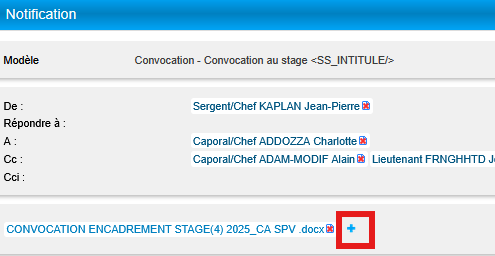 Notification
Modèle Convocation - Convocation au stage <SS_INTITULE/>
De : Sergent/Chef KAPLAN Jean-Pierre
Répondre à :
A : Caporal/Chef ADDOZZA Charlotte
Cc : Caporal/Chef ADAM-MODIF Alain Lieutenant FRNGHHTD
Cci :
CONVOCATION ENCADREMENT STAGE(4) 2025_CA SPV .docx